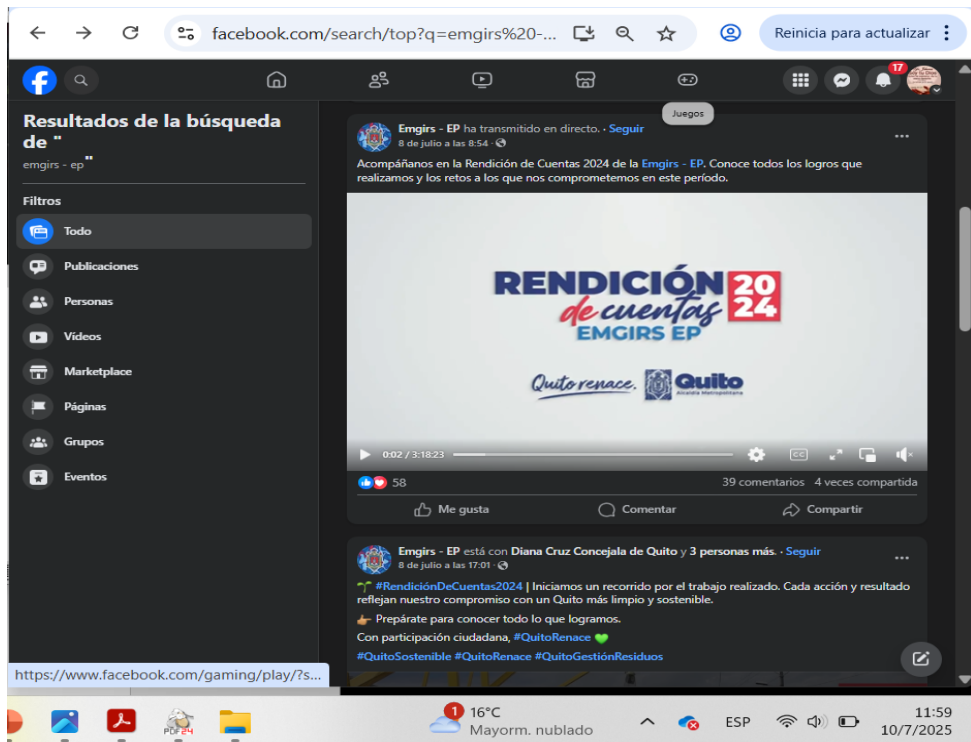 facebook.com/search/top?q=emgirs%20-...
Reinicia para actualizar
17
Juegos
Resultados de la búsqueda
de "
emgirs - ep"
Filtros
Todo
Publicaciones
Personas
Vídeos
Marketplace
Páginas
Grupos
Eventos
Emgirs - EP ha transmitido en directo. · Seguir
8 de julio a las 8:54 ·
Acompáñanos en la Rendición de Cuentas 2024 de la Emgirs - EP. Conoce todos los logros que
realizamos y los retos a los que nos comprometemos en este período.
RENDICIÓN 20
de cuentas 24
EMGIRS EP
Quito renace. Quito
Alcaldía Metropolitana
0:02 / 3:18:23
CC
58
39 comentarios 4 veces compartida
Me gusta Comentar Compartir
Emgirs - EP está con Diana Cruz Concejala de Quito y 3 personas más. · Seguir
8 de julio a las 17:01 ·
#RendiciónDeCuentas2024 | Iniciamos un recorrido por el trabajo realizado. Cada acción y resultado
reflejan nuestro compromiso con un Quito más limpio y sostenible.
Prepárate para conocer todo lo que logramos.
Con participación ciudadana, #QuitoRenace
#QuitoSostenible #QuitoRenace #QuitoGestiónResiduos
https://www.facebook.com/gaming/play/?s...
PDF24
1
16°C
Mayorm. nublado
ESP
11:59
10/7/2025